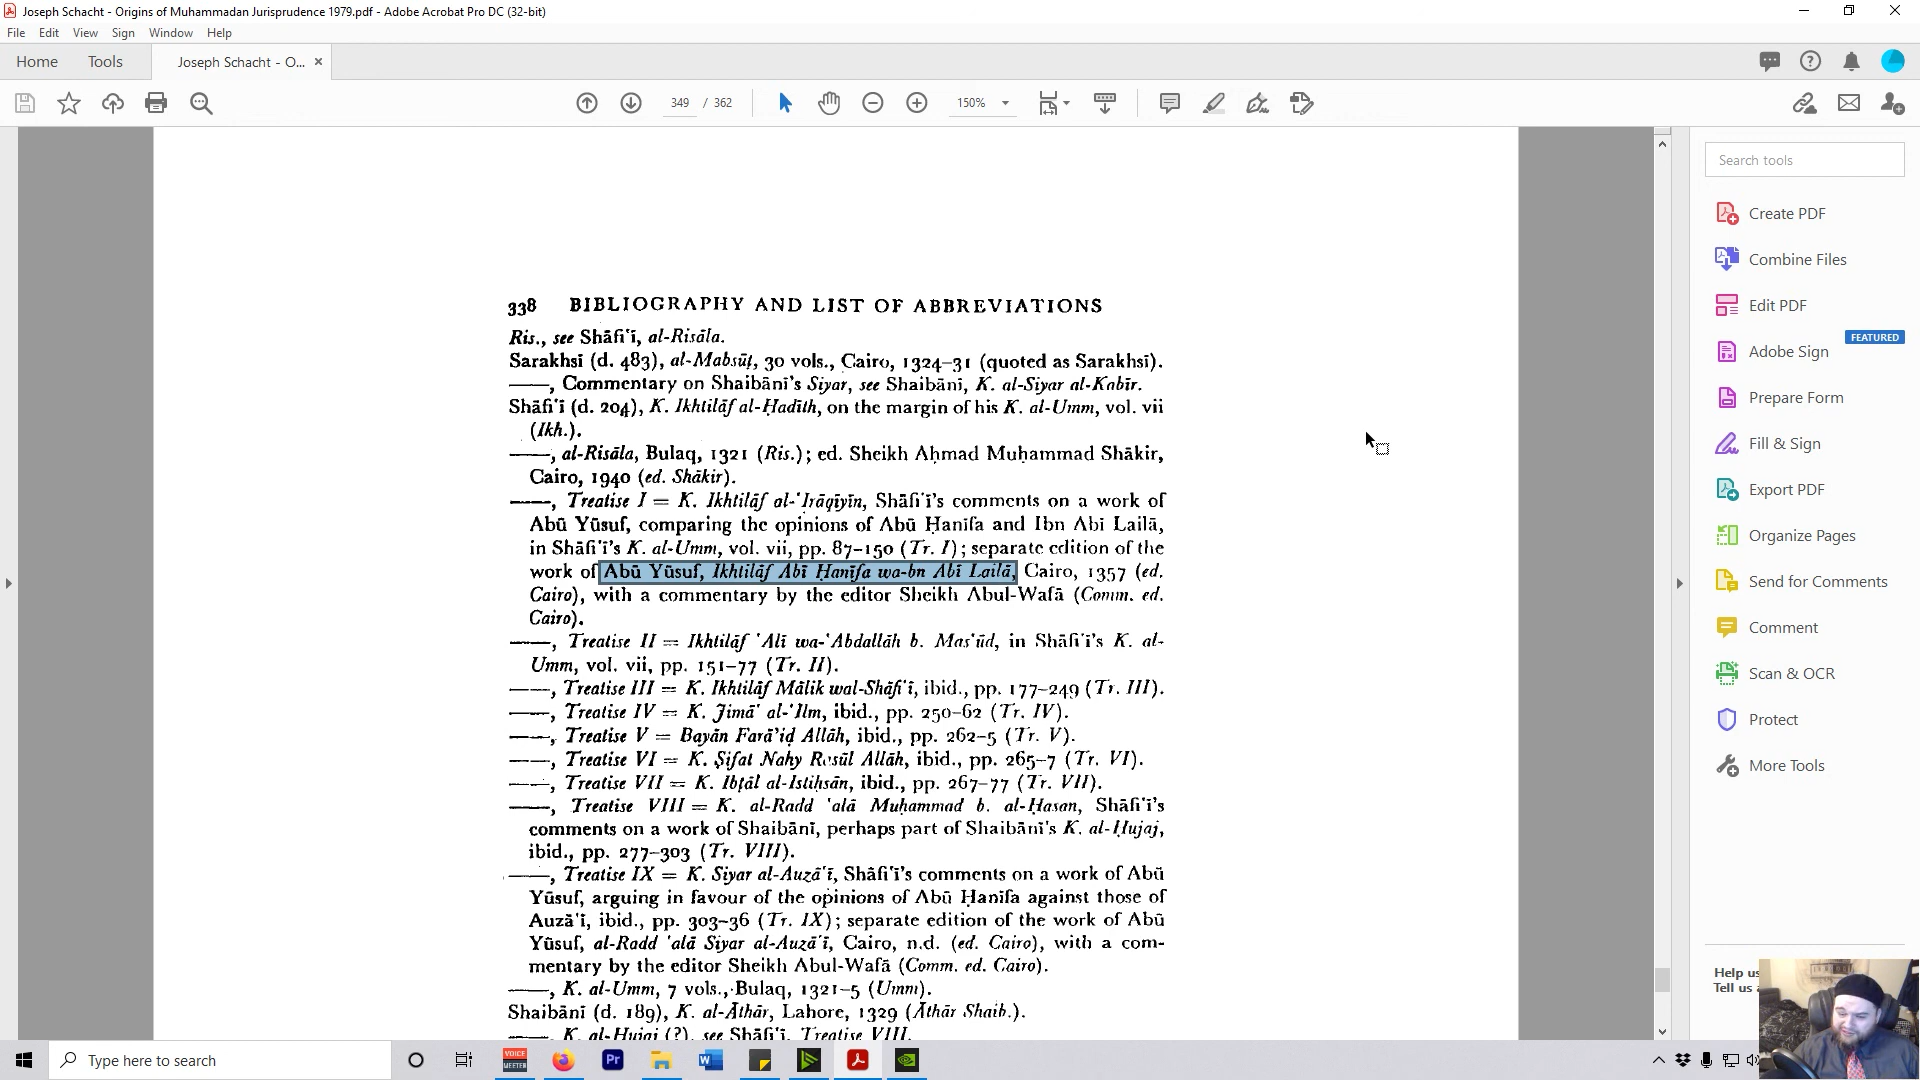 Joseph Schacht - Origins of Muhammadan Jurisprudence 1979.pdf - Adobe Acrobat Pro DC (32-bit)
File Edit View Sign Window Help
Home Tools Joseph Schacht - O... ×
349 / 362 150%
Search tools
Create PDF
Combine Files
Edit PDF
FEATURED
Adobe Sign
Prepare Form
Fill & Sign
Export PDF
Organize Pages
Send for Comments
Comment
Scan & OCR
Protect
More Tools
Help us
Tell us
338 BIBLIOGRAPHY AND LIST OF ABBREVIATIONS
Ris., see Shāfi'ī, al-Risāla.
Sarakhsī (d. 483), al-Mabsūṭ, 30 vols., Cairo, 1324–31 (quoted as Sarakhsī).
——, Commentary on Shaibānī's Siyar, see Shaibānī, K. al-Siyar al-Kabīr.
Shāfi'ī (d. 204), K. Ikhtilāf al-Ḥadīth, on the margin of his K. al-Umm, vol. vii
(Ikh.).
——, al-Risāla, Bulaq, 1321 (Ris.); ed. Sheikh Aḥmad Muḥammad Shākir,
Cairo, 1940 (ed. Shākir).
——, Treatise I = K. Ikhtilāf al-'Irāqīyīn, Shāfi'ī's comments on a work of
Abū Yūsuf, comparing the opinions of Abū Ḥanīfa and Ibn Abī Lailā,
in Shāfi'ī's K. al-Umm, vol. vii, pp. 87–150 (Tr. I); separate edition of the
work of Abū Yūsuf, Ikhtilāf Abī Ḥanīfa wa-bn Abī Lailā, Cairo, 1357 (ed.
Cairo), with a commentary by the editor Sheikh Abul-Wafā (Comm. ed.
Cairo).
——, Treatise II = Ikhtilāf 'Alī wa-'Abdallāh b. Mas'ūd, in Shāfi'ī's K. al-
Umm, vol. vii, pp. 151–77 (Tr. II).
——, Treatise III = K. Ikhtilāf Mālik wal-Shāfi'ī, ibid., pp. 177–249 (Tr. III).
——, Treatise IV = K. Jimā' al-'Ilm, ibid., pp. 250–62 (Tr. IV).
——, Treatise V = Bayān Farā'iḍ Allāh, ibid., pp. 262–5 (Tr. V).
——, Treatise VI = K. Ṣifat Nahy Rasūl Allāh, ibid., pp. 265–7 (Tr. VI).
——, Treatise VII = K. Ibṭāl al-Istiḥsān, ibid., pp. 267–77 (Tr. VII).
——, Treatise VIII = K. al-Radd 'alā Muḥammad b. al-Ḥasan, Shāfi'ī's
comments on a work of Shaibānī, perhaps part of Shaibānī's K. al-Ḥujaj,
ibid., pp. 277–303 (Tr. VIII).
——, Treatise IX = K. Siyar al-Auzā'ī, Shāfi'ī's comments on a work of Abū
Yūsuf, arguing in favour of the opinions of Abū Ḥanīfa against those of
Auzā'ī, ibid., pp. 303–36 (Tr. IX); separate edition of the work of Abū
Yūsuf, al-Radd 'alā Siyar al-Auzā'ī, Cairo, n.d. (ed. Cairo), with a com-
mentary by the editor Sheikh Abul-Wafā (Comm. ed. Cairo).
——, K. al-Umm, 7 vols., Bulaq, 1321–5 (Umm).
Shaibānī (d. 189), K. al-Āthār, Lahore, 1329 (Āthār Shaib.).
——, K. al-Ḥujaj (?), see Shāfi'ī, Treatise VIII.
Type here to search
VOICE
MEETER
Pr